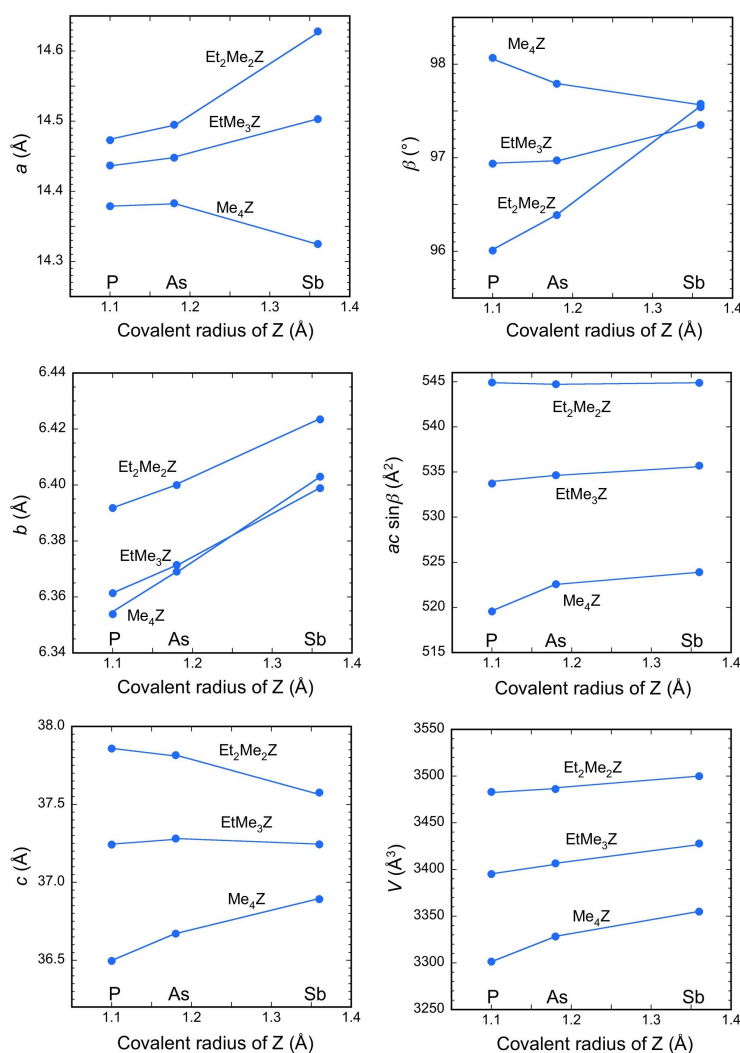 14.6
14.5
14.4
14.3
a (Å)
Et₂Me₂Z
EtMe₃Z
Me₄Z
P As Sb
1.1 1.2 1.3 1.4
Covalent radius of Z (Å)
98
97
96
β (°)
Me₄Z
EtMe₃Z
Et₂Me₂Z
P As Sb
1.1 1.2 1.3 1.4
Covalent radius of Z (Å)
6.44
6.42
6.40
6.38
6.36
6.34
b (Å)
Et₂Me₂Z
EtMe₃Z
Me₄Z
P As Sb
1.1 1.2 1.3 1.4
Covalent radius of Z (Å)
545
540
535
530
525
520
515
ac sinβ (Å²)
Et₂Me₂Z
EtMe₃Z
Me₄Z
P As Sb
1.1 1.2 1.3 1.4
Covalent radius of Z (Å)
38.0
37.5
37.0
36.5
c (Å)
Et₂Me₂Z
EtMe₃Z
Me₄Z
P As Sb
1.1 1.2 1.3 1.4
Covalent radius of Z (Å)
3550
3500
3450
3400
3350
3300
3250
V (Å³)
Et₂Me₂Z
EtMe₃Z
Me₄Z
P As Sb
1.1 1.2 1.3 1.4
Covalent radius of Z (Å)